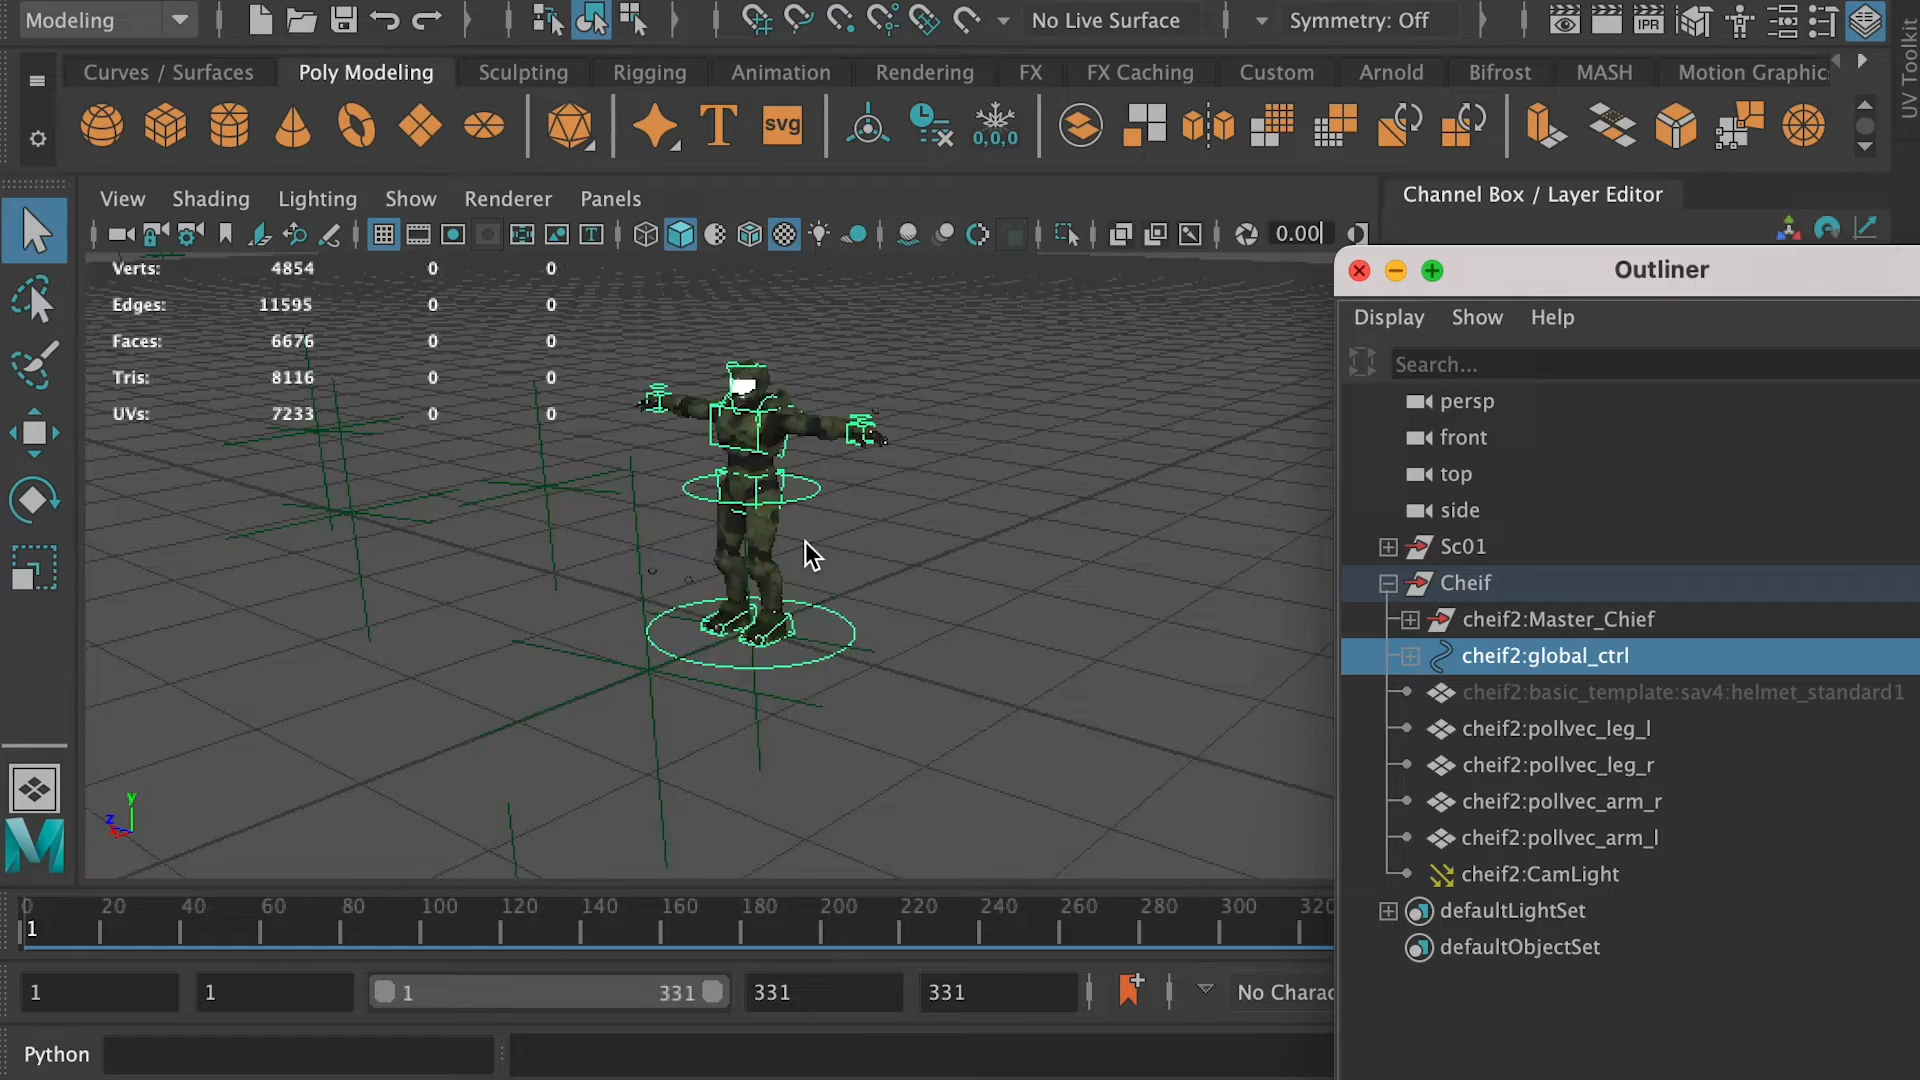 Modeling
No Live Surface
Symmetry: Off
IPR
UV Toolkit
Curves / Surfaces
Poly Modeling
Sculpting
Rigging
Animation
Rendering
FX
FX Caching
Custom
Arnold
Bifrost
MASH
Motion Graphic
T
svg
0,0,0
View
Shading
Lighting
Show
Renderer
Panels
Channel Box / Layer Editor
T
0.00
Verts: 4854 0 0
Edges: 11595 0 0
Faces: 6676 0 0
Tris: 8116 0 0
UVs: 7233 0 0
y
z
Outliner
Display
Show
Help
Search...
persp
front
top
side
Sc01
Cheif
cheif2:Master_Chief
cheif2:global_ctrl
cheif2:basic_template:sav4:helmet_standard1
cheif2:pollvec_leg_l
cheif2:pollvec_leg_r
cheif2:pollvec_arm_r
cheif2:pollvec_arm_l
cheif2:CamLight
defaultLightSet
defaultObjectSet
M
0 20 40 60 80 100 120 140 160 180 200 220 240 260 280 300 320
1
1
1
1
331
331
331
No Charac
Python